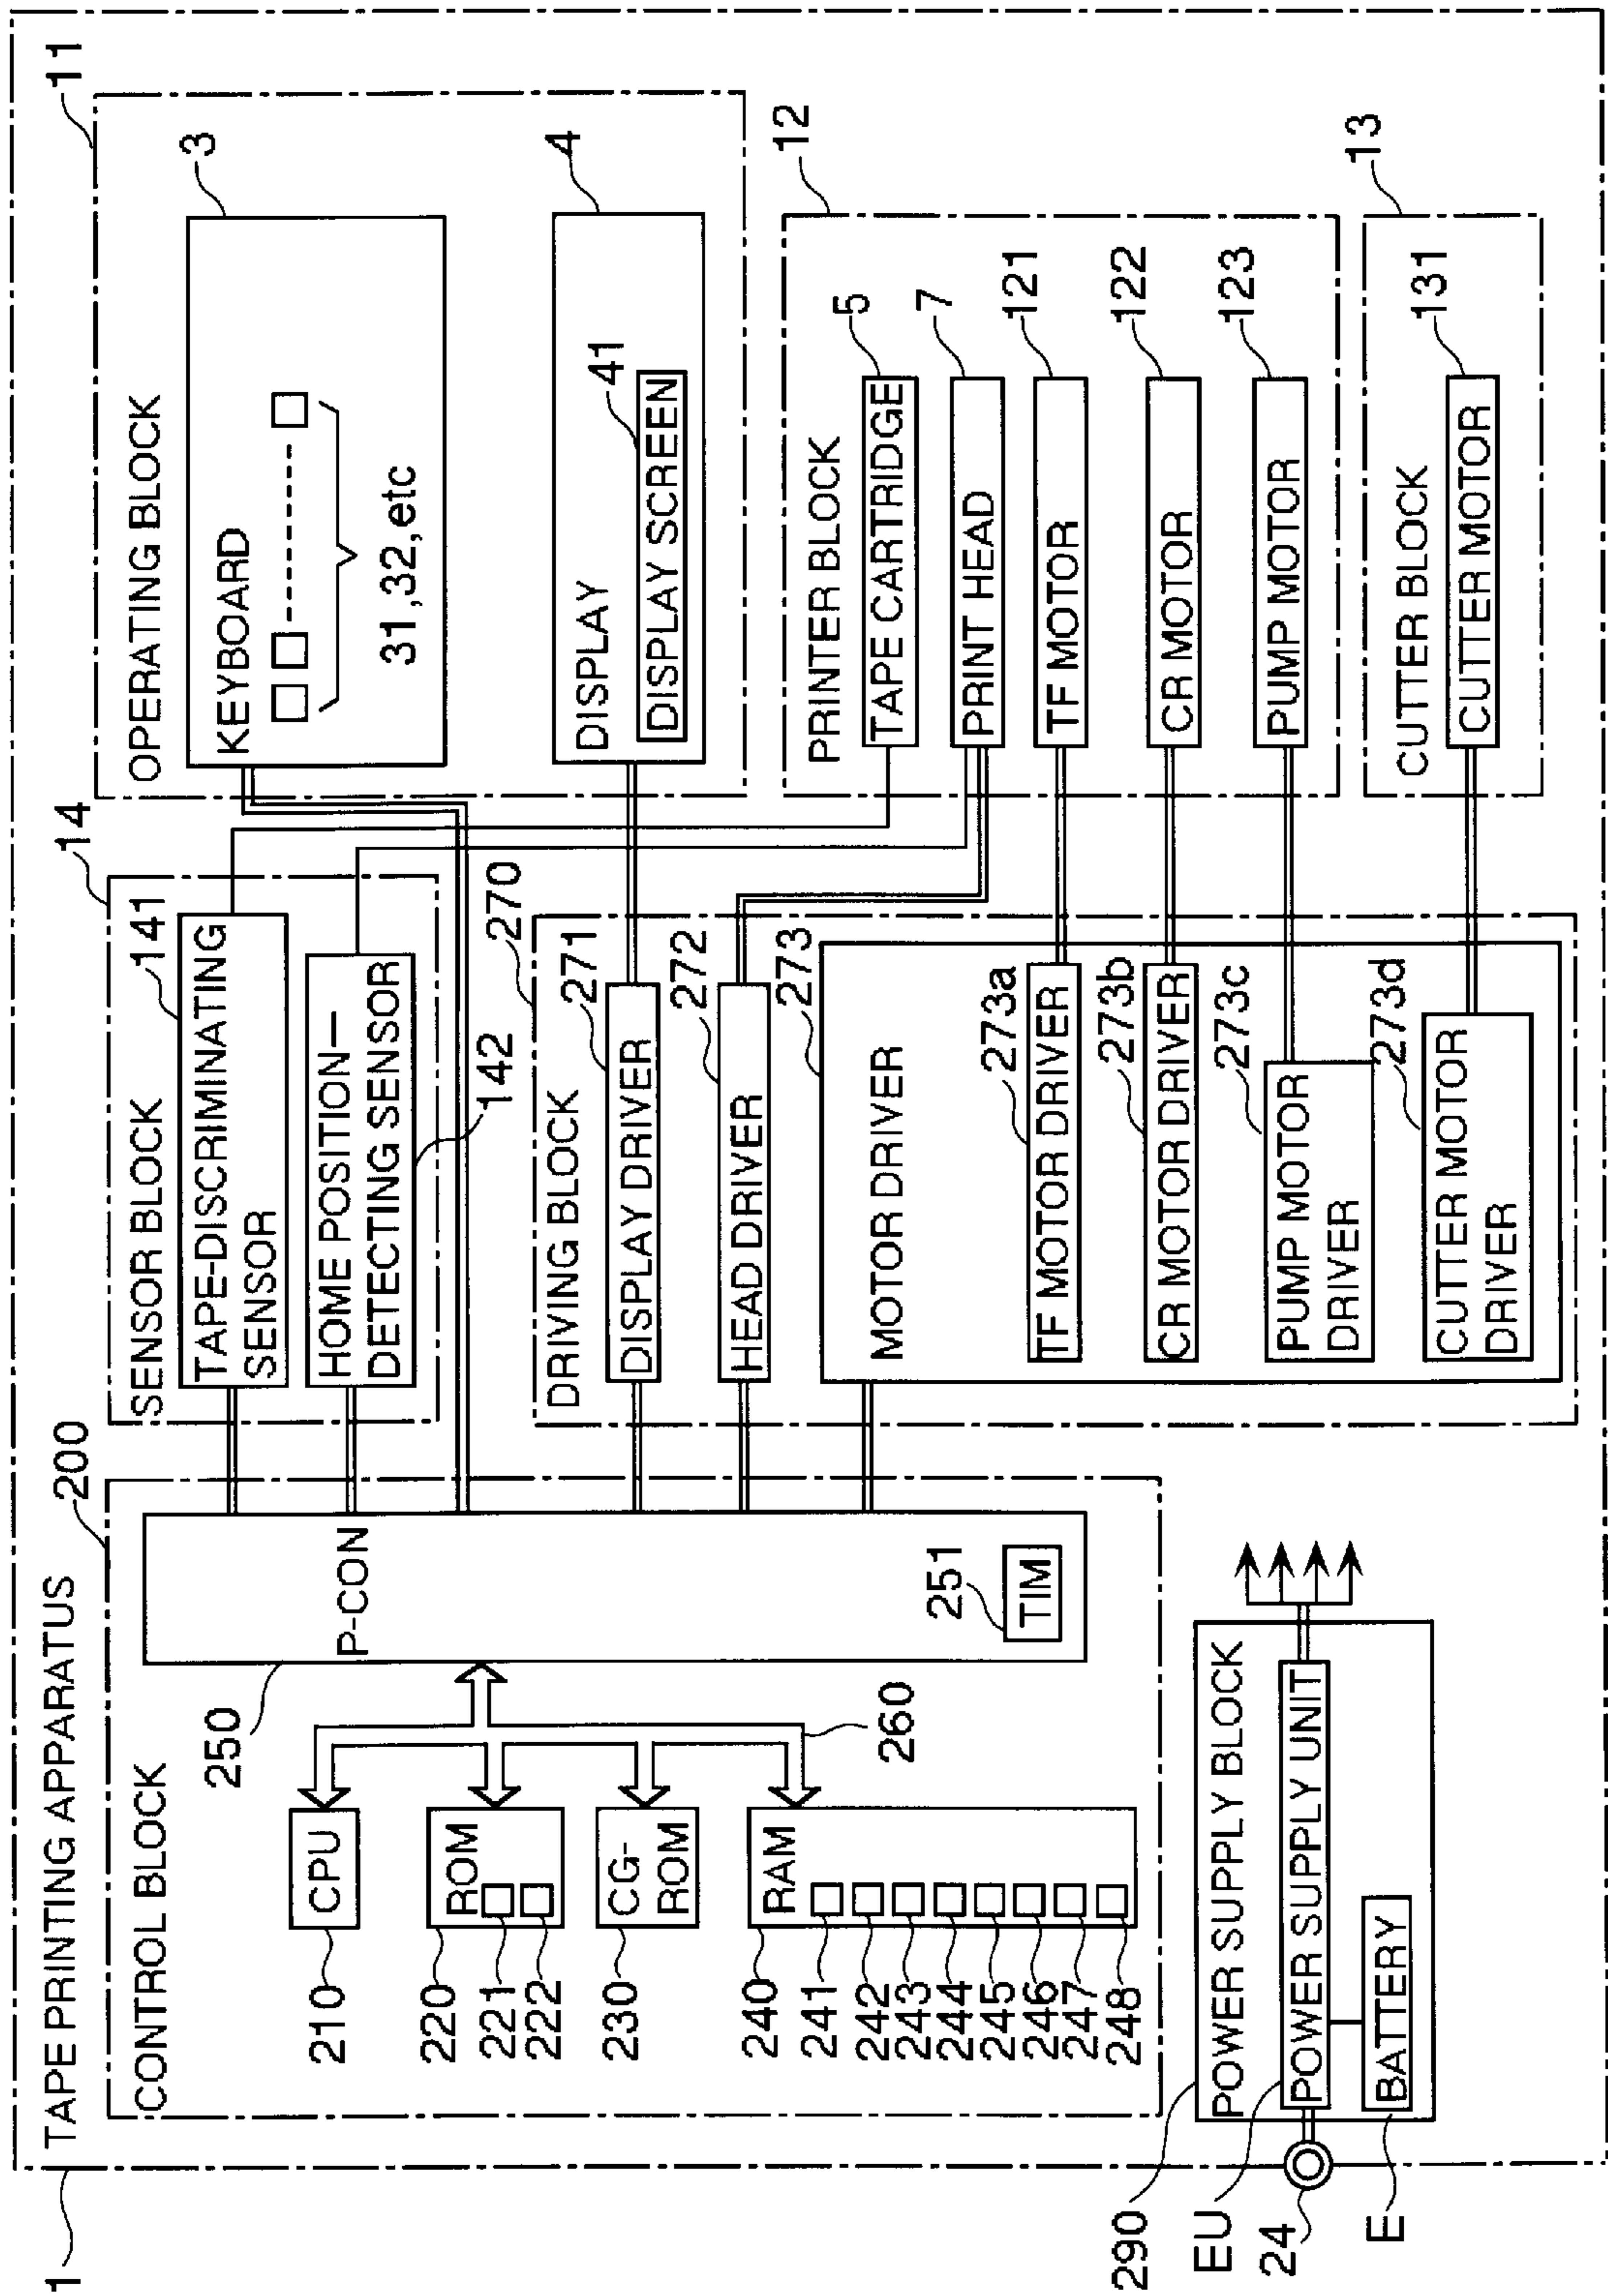 1
TAPE PRINTING APPARATUS
CONTROL BLOCK
200
250
P-CON
251
TIM
210
CPU
220
ROM
221
222
230
CG-
ROM
240
RAM
241
242
243
244
245
246
247
248
260
14
SENSOR BLOCK
141
TAPE-DISCRIMINATING
SENSOR
HOME POSITION—
DETECTING SENSOR
142
270
DRIVING BLOCK
271
DISPLAY DRIVER
272
HEAD DRIVER
273
MOTOR DRIVER
273a
TF MOTOR DRIVER
273b
CR MOTOR DRIVER
273c
PUMP MOTOR
DRIVER
273d
CUTTER MOTOR
DRIVER
11
OPERATING BLOCK
3
KEYBOARD
31,32,etc
4
DISPLAY
41
DISPLAY SCREEN
12
PRINTER BLOCK
5
TAPE CARTRIDGE
7
PRINT HEAD
121
TF MOTOR
122
CR MOTOR
123
PUMP MOTOR
13
CUTTER BLOCK
131
CUTTER MOTOR
290
POWER SUPPLY BLOCK
EU
POWER SUPPLY UNIT
24
E
BATTERY